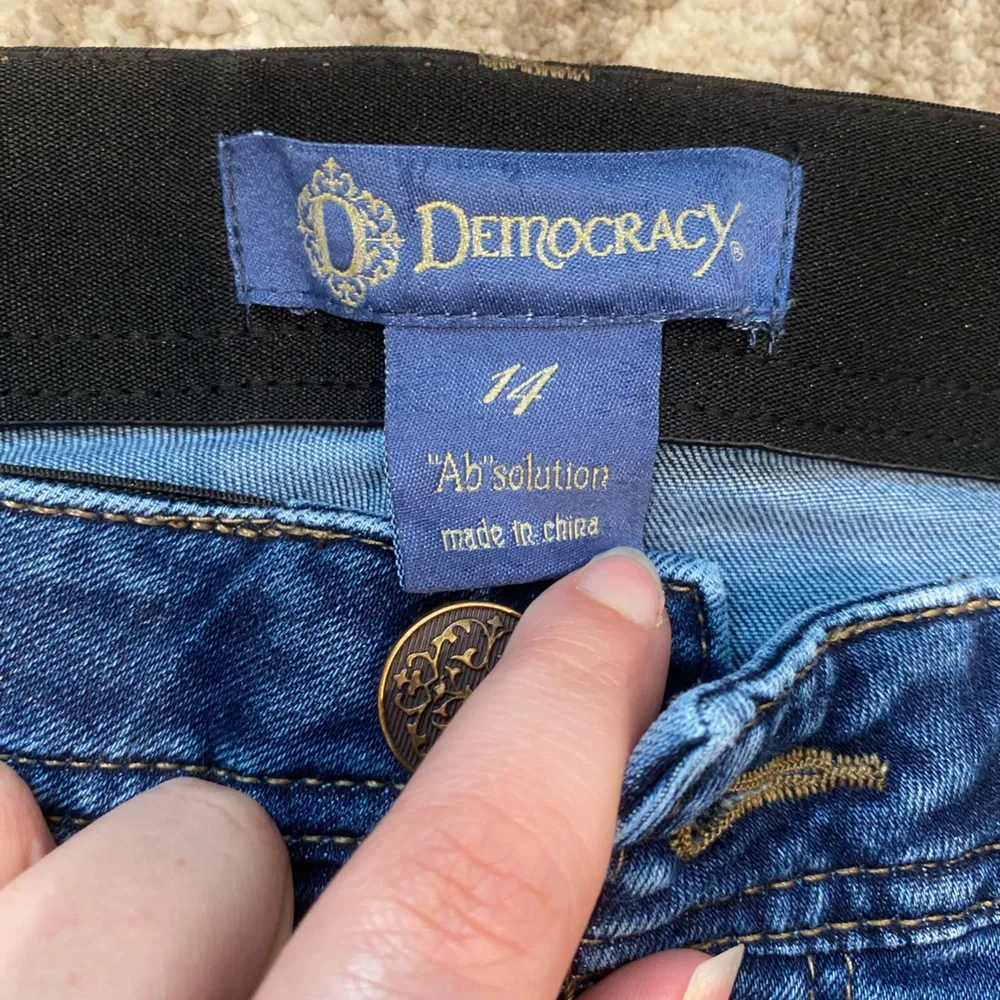 D DEMOCRACY®
14
"Ab"solution
made in china